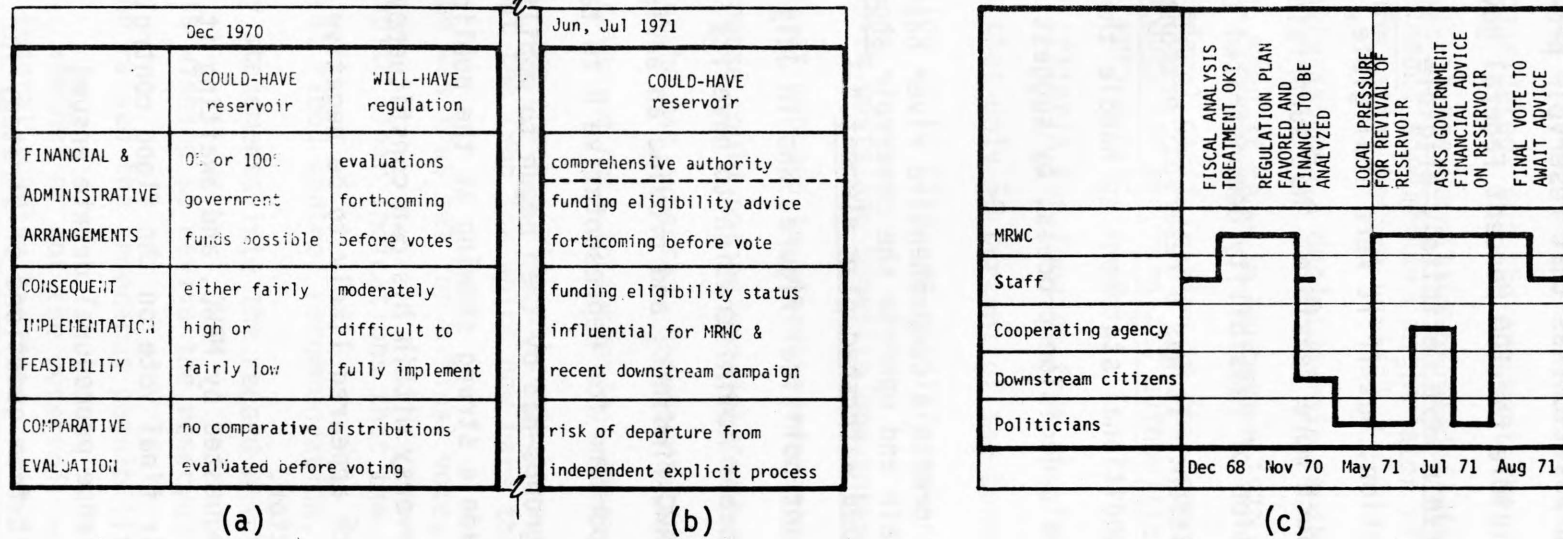 Dec 1970
COULD-HAVE WILL-HAVE
reservoir regulation
FINANCIAL & 0% or 100% evaluations
ADMINISTRATIVE government forthcoming
ARRANGEMENTS funds possible before votes
CONSEQUENT either fairly moderately
IMPLEMENTATION high or difficult to
FEASIBILITY fairly low fully implement
COMPARATIVE no comparative distributions
EVALUATION evaluated before voting
(a)
Jun, Jul 1971
COULD-HAVE
reservoir
comprehensive authority
funding eligibility advice
forthcoming before vote
funding eligibility status
influential for MRWC &
recent downstream campaign
risk of departure from
independent explicit process
(b)
FISCAL ANALYSIS
TREATMENT OK?
REGULATION PLAN
FAVORED AND
FINANCE TO BE
ANALYZED
LOCAL PRESSURE
FOR REVIVAL OF
RESERVOIR
ASKS GOVERNMENT
FINANCIAL ADVICE
ON RESERVOIR
FINAL VOTE TO
AWAIT ADVICE
MRWC
Staff
Cooperating agency
Downstream citizens
Politicians
Dec 68 Nov 70 May 71 Jul 71 Aug 71
(c)